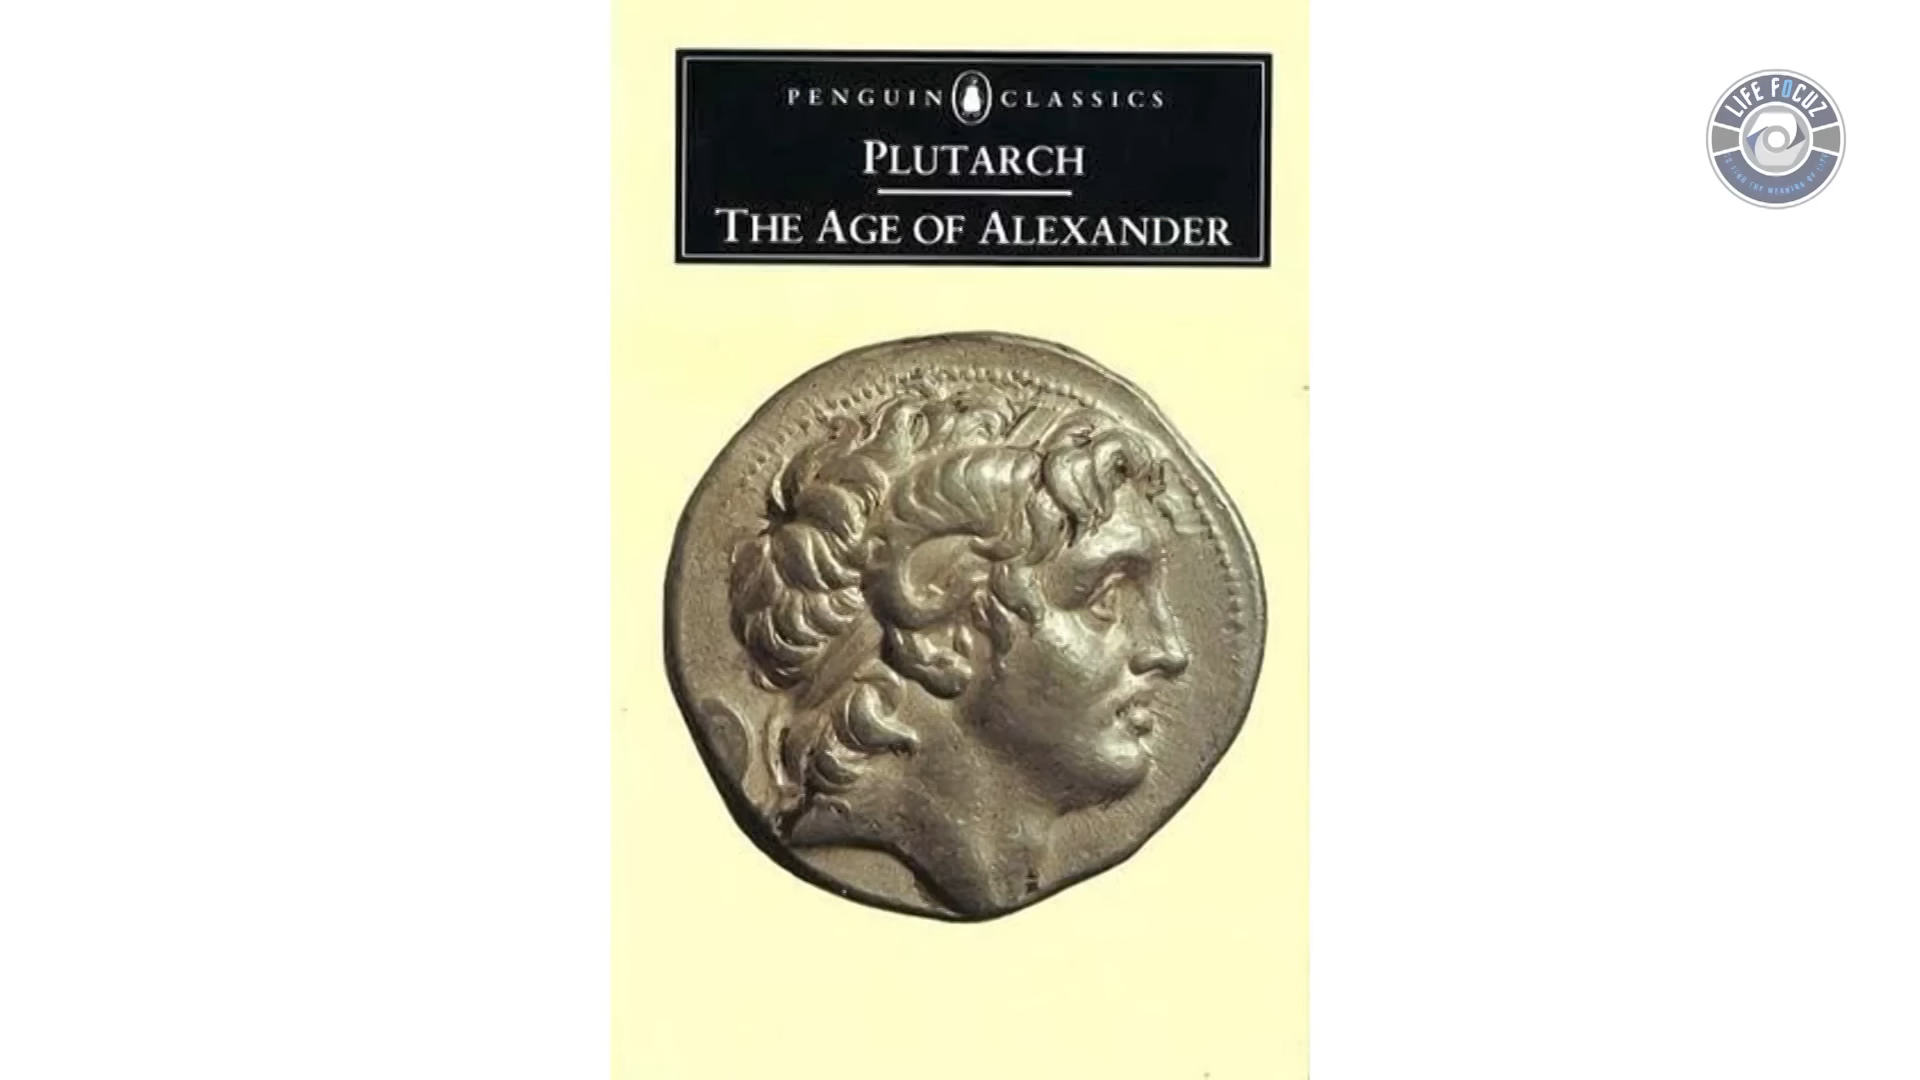 PENGUIN CLASSICS
PLUTARCH
THE AGE OF ALEXANDER
LIFE FOCUZ